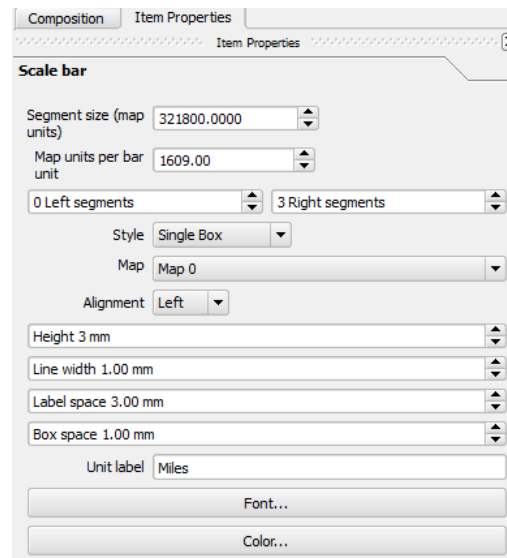 Composition Item Properties
Item Properties
Scale bar
Segment size (map
units)
321800.0000
Map units per bar
unit
1609.00
0 Left segments 3 Right segments
Style Single Box
Map Map 0
Alignment Left
Height 3 mm
Line width 1.00 mm
Label space 3.00 mm
Box space 1.00 mm
Unit label Miles
Font...
Color...